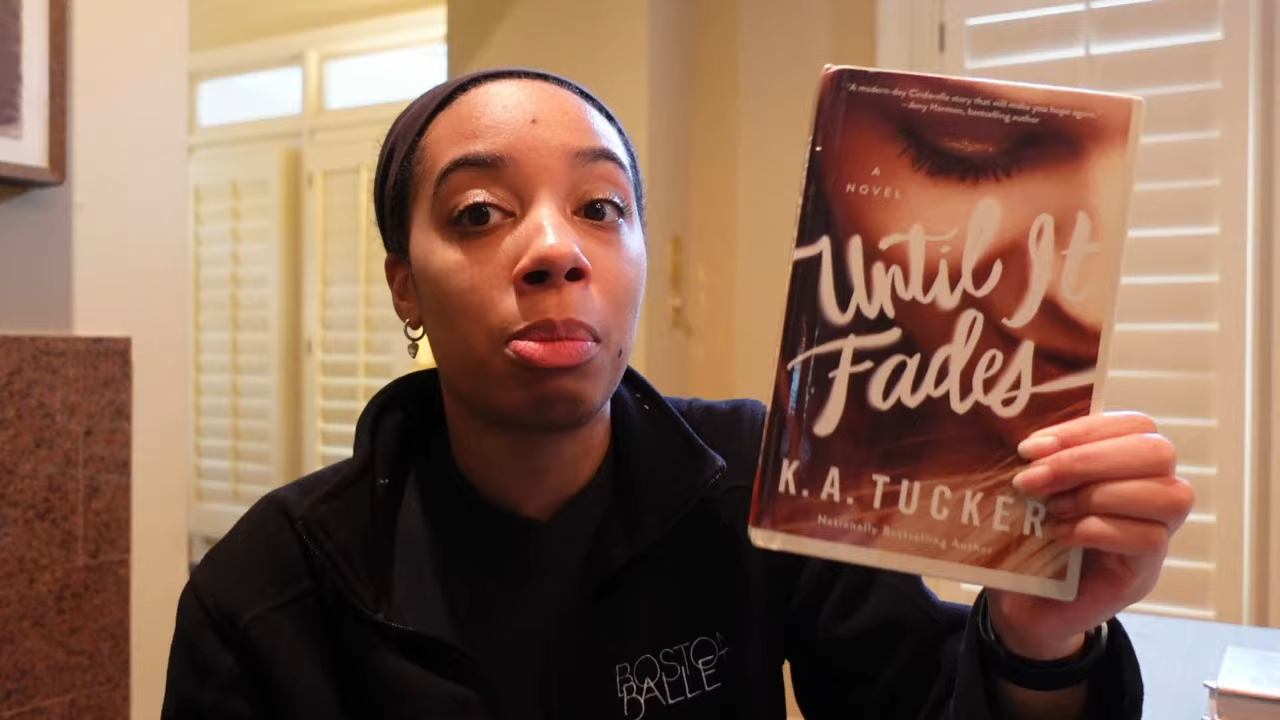 "A modern-day Cinderella story that will make you hope again."
—Amy Harmon, bestselling author
A
NOVEL
Until It
Fades
K. A. TUCKER
Nationally Bestselling Author
BOSTON
BALLE